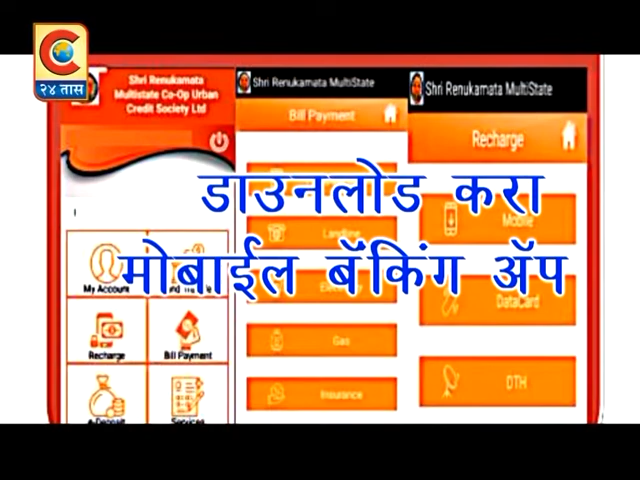 C
२४ तास
Shri Renukamata
Multistate Co-Op Urban
Credit Society Ltd
Shri Renukamata MultiState
Bill Payment
Shri Renukamata MultiState
Recharge
डाउनलोड करा
मोबाईल बँकिंग ॲप
Landline
Mobile
My Account
DataCard
Recharge
Bill Payment
Gas
Insurance
DTH
e-Deposit
Services